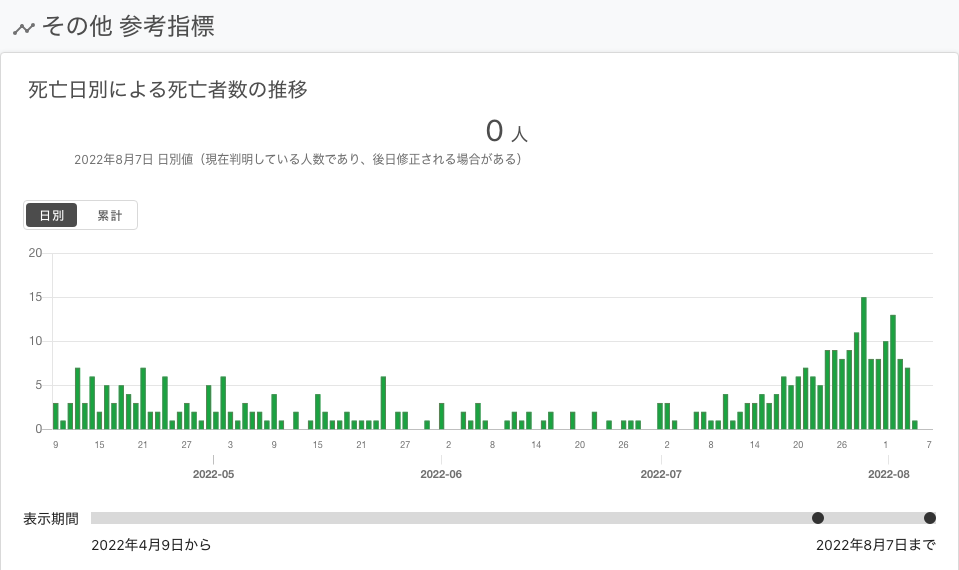 その他 参考指標
死亡日別による死亡者数の推移
0 人
2022年8月7日 日別値（現在判明している人数であり、後日修正される場合がある）
日別 累計
20
15
10
5
0
9 15 21 27 3 9 15 21 27 2 8 14 20 26 2 8 14 20 26 1 7
2022-05 2022-06 2022-07 2022-08
表示期間
2022年4月9日から 2022年8月7日まで